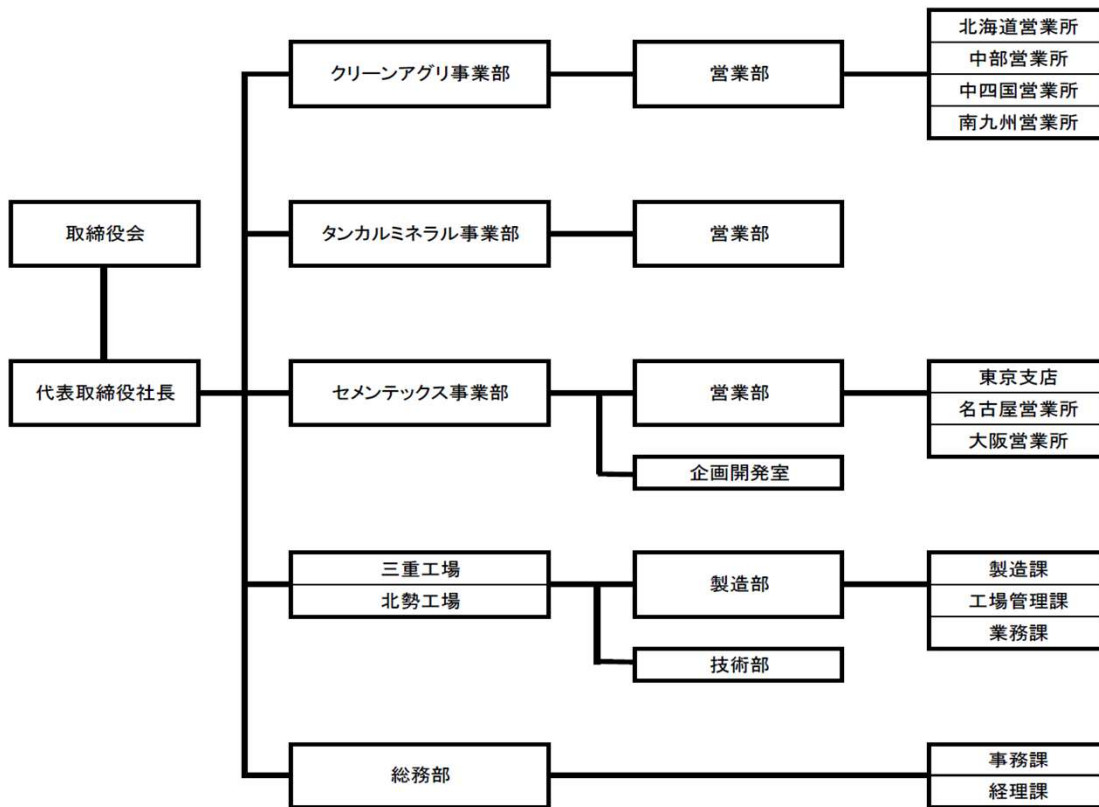 取締役会
代表取締役社長
クリーンアグリ事業部
営業部
北海道営業所
中部営業所
中四国営業所
南九州営業所
タンカルミネラル事業部
営業部
セメンテックス事業部
営業部
東京支店
名古屋営業所
大阪営業所
企画開発室
三重工場
北勢工場
製造部
製造課
工場管理課
業務課
技術部
総務部
事務課
経理課